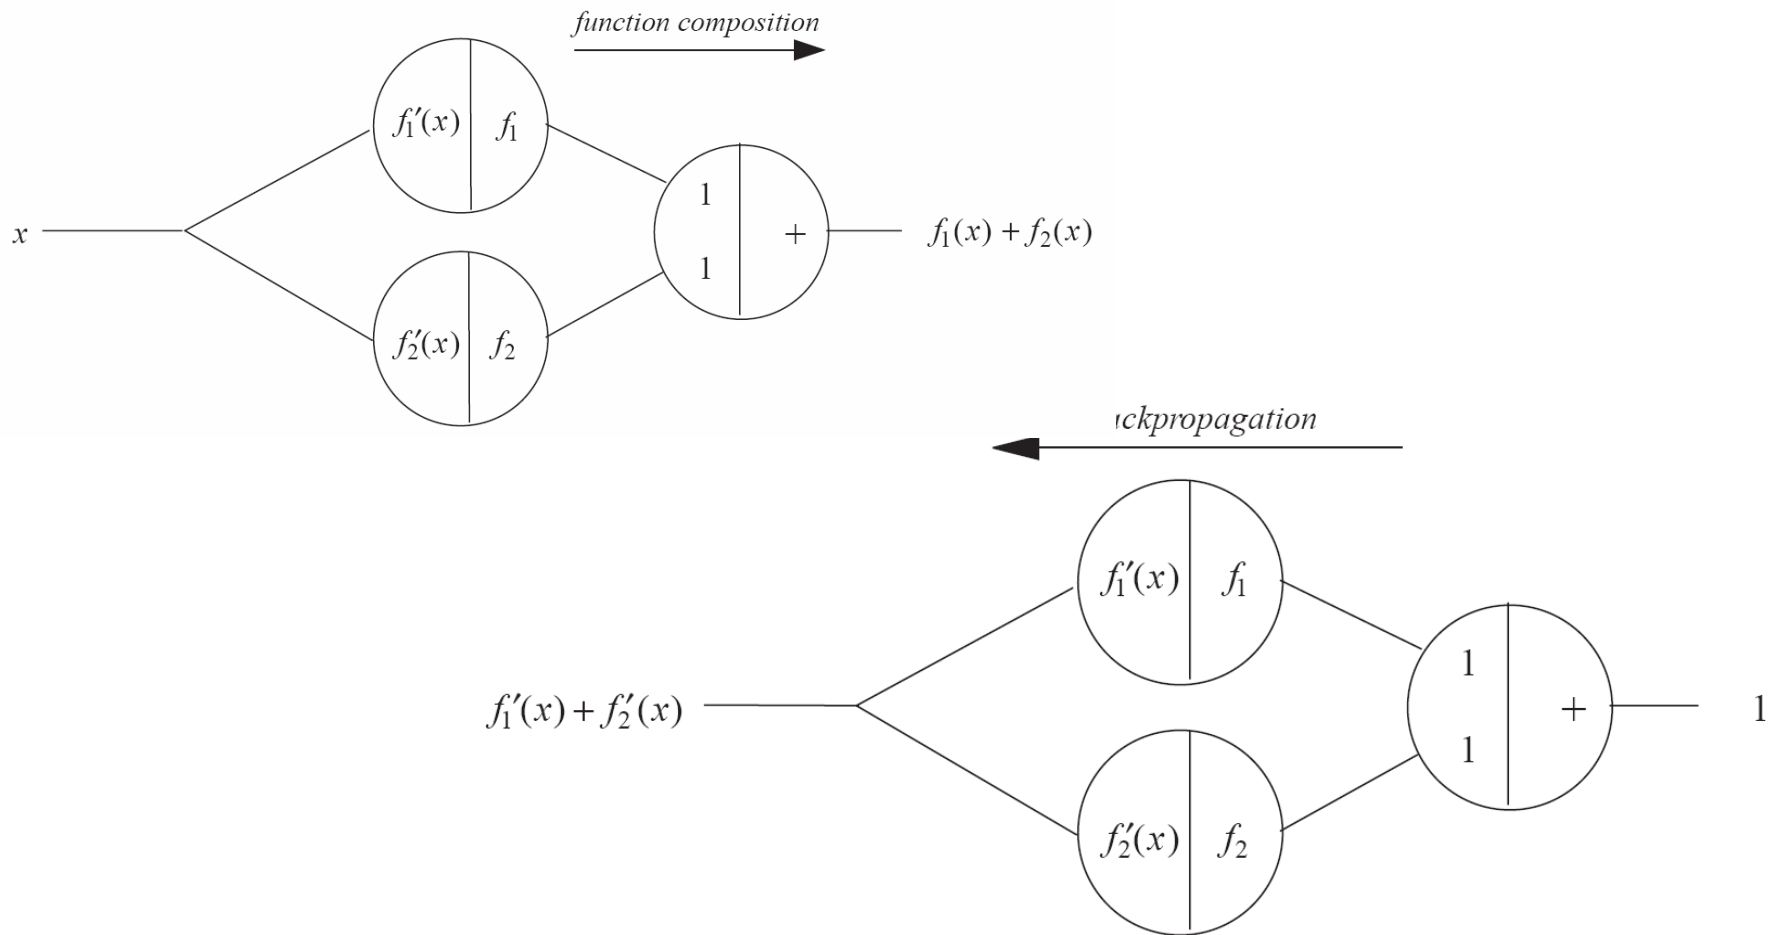 function composition
f₁′(x) f₁
x
1
1
+
f₁(x) + f₂(x)
f₂′(x) f₂
ackpropagation
f₁′(x) f₁
f₁′(x) + f₂′(x)
1
1
+
1
f₂′(x) f₂